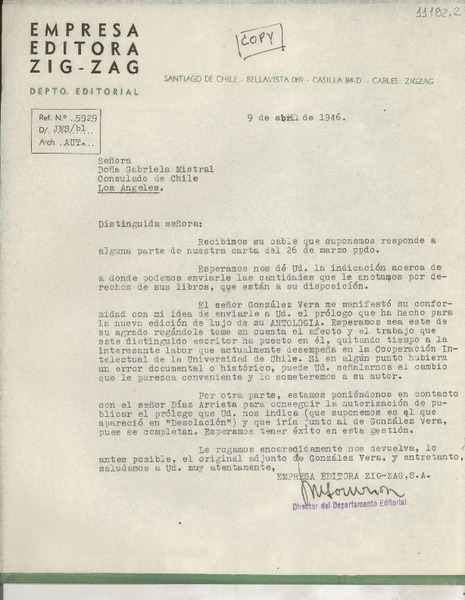 11182.2
EMPRESA
EDITORA
ZIG-ZAG
DEPTO. EDITORIAL
COPY
SANTIAGO DE CHILE - BELLAVISTA 069 - CASILLA 84-D - CABLES: ZIGZAG
Ref. N.º 5929
D/. JMS/bl
Arch. AUT.
9 de abril de 1946.
Señora
Doña Gabriela Mistral
Consulado de Chile
Los Angeles.
Distinguida señora:
Recibimos su cable que suponemos responde a
alguna parte de nuestra carta del 26 de marzo ppdo.
Esperamos nos dé Ud. la indicación acerca de
a donde podemos enviarle las cantidades que le anotamos por de-
rechos de sus libros, que están a su disposición.
El señor González Vera me manifestó su confor-
midad con mi idea de enviarle a Ud. el prólogo que ha hecho para
la nueva edición de lujo de su ANTOLOGIA. Esperamos sea este de
su agrado rogándole tome en cuenta el afecto y el trabajo que
este distinguido escritor ha puesto en él, quitando tiempo a la
interesante labor que actualmente desempeña en la Cooperación In-
telectual de la Universidad de Chile. Si en algún punto hubiera
un error documental o histórico, puede Ud. señalarnos el cambio
que le parezca conveniente y lo someteremos a su autor.
Por otra parte, estamos poniéndonos en contacto
con el señor Díaz Arrieta para conseguir la autorización de pu-
blicar el prólogo que Ud. nos indica (que suponemos es el que
apareció en "Desolación") y que iría junto al de González Vera,
pues se completan. Esperamos tener éxito en esta gestión.
Le rogamos encarecidamente nos devuelva, lo
antes posible, el original adjunto de González Vera, y entretanto,
saludamos a Ud. muy atentamente,
EMPRESA EDITORA ZIG-ZAG,S.A.
Director del Departamento Editorial